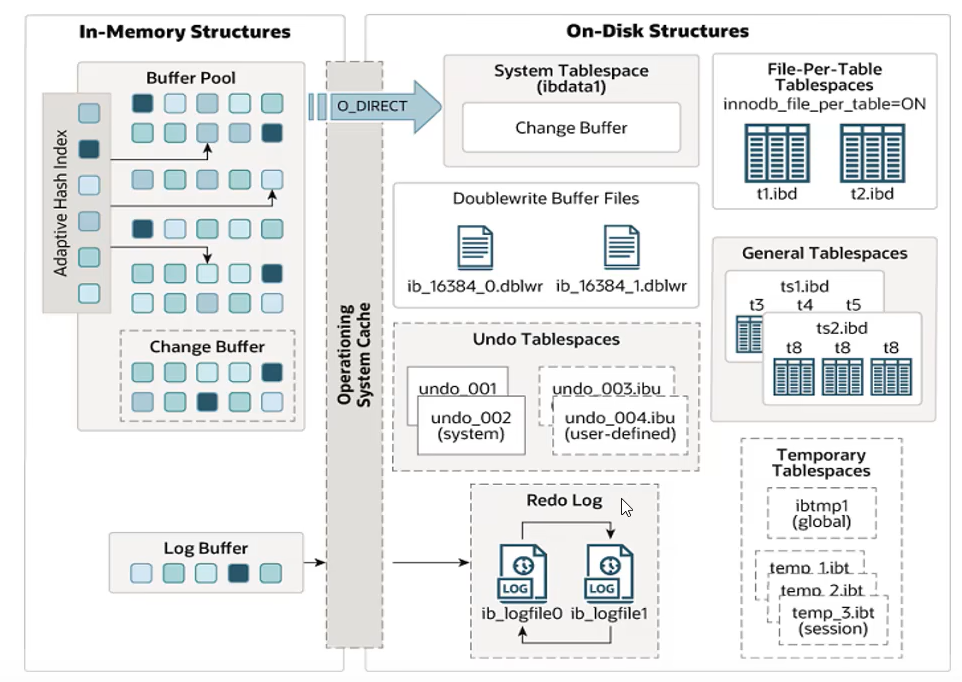 In-Memory Structures
Buffer Pool
Adaptive Hash Index
Change Buffer
Log Buffer
Operationing
System Cache
O_DIRECT
On-Disk Structures
System Tablespace
(ibdata1)
Change Buffer
Doublewrite Buffer Files
ib_16384_0.dblwr
ib_16384_1.dblwr
Undo Tablespaces
undo_001
undo_002
(system)
undo_003.ibu
undo_004.ibu
(user-defined)
Redo Log
LOG
LOG
ib_logfile0
ib_logfile1
File-Per-Table
Tablespaces
innodb_file_per_table=ON
t1.ibd
t2.ibd
General Tablespaces
ts1.ibd
t3 t4 t5
ts2.ibd
t8 t8 t8
Temporary
Tablespaces
ibtmp1
(global)
temp_1.ibt
temp_2.ibt
temp_3.ibt
(session)